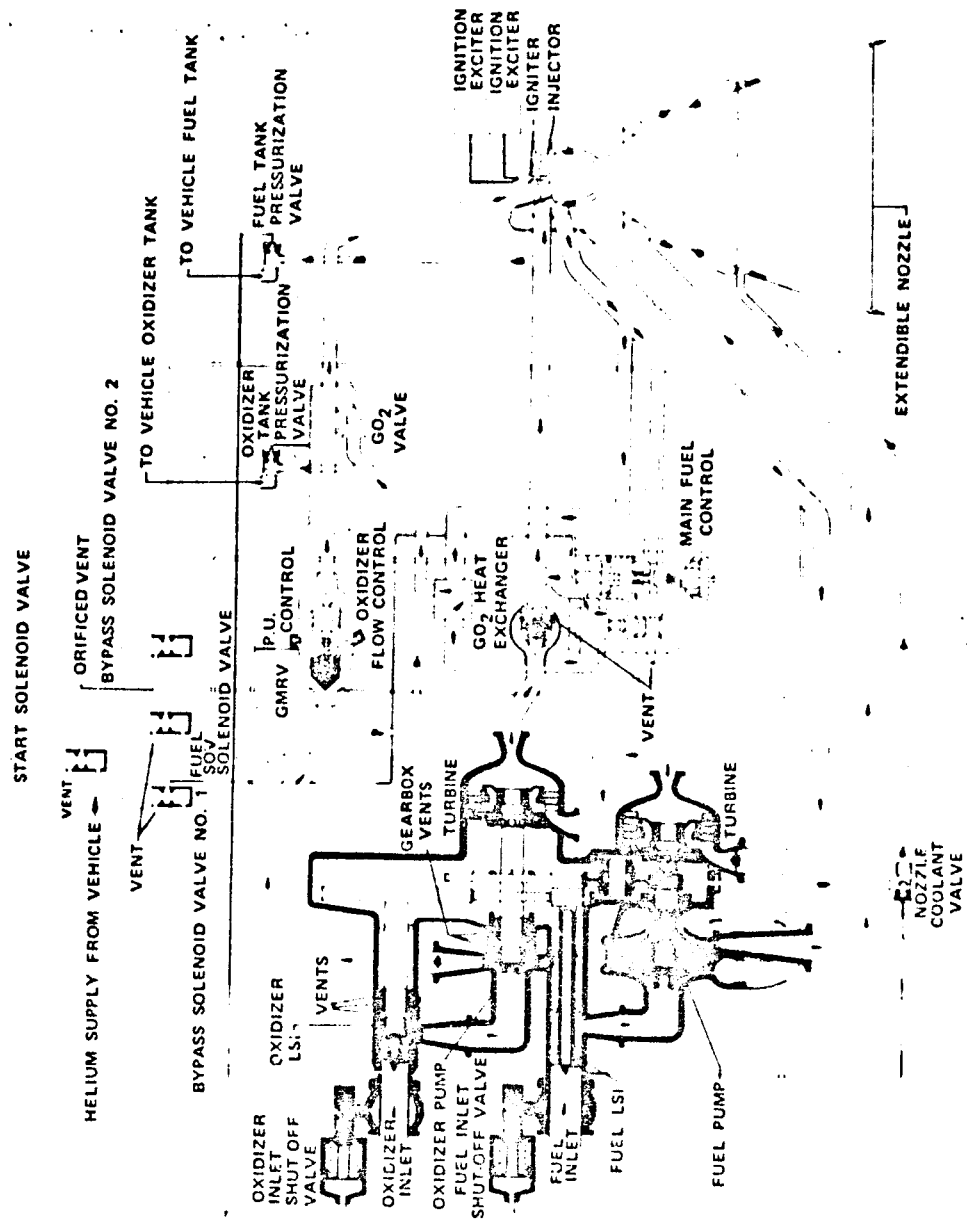 START SOLENOID VALVE
ORIFICED VENT
BYPASS SOLENOID VALVE NO. 2
TO VEHICLE OXIDIZER TANK
TO VEHICLE FUEL TANK
VENT
HELIUM SUPPLY FROM VEHICLE
VENT
BYPASS SOLENOID VALVE NO. 1
FUEL
SOV
SOLENOID VALVE
OXIDIZER
TANK
PRESSURIZATION
VALVE
FUEL TANK
PRESSURIZATION
VALVE
GMRV
P.U.
CONTROL
GO2
VALVE
OXIDIZER
FLOW CONTROL
OXIDIZER
LSI
VENTS
OXIDIZER
INLET
SHUT OFF
VALVE
OXIDIZER
INLET
GEARBOX
VENTS
TURBINE
GO2 HEAT
EXCHANGER
IGNITION
EXCITER
IGNITION
EXCITER
IGNITER
INJECTOR
OXIDIZER PUMP
FUEL INLET
SHUT-OFF VALVE
FUEL
INLET
FUEL LSI
FUEL PUMP
VENT
MAIN FUEL
CONTROL
TURBINE
NOZZLE
COOLANT
VALVE
EXTENDIBLE NOZZLE